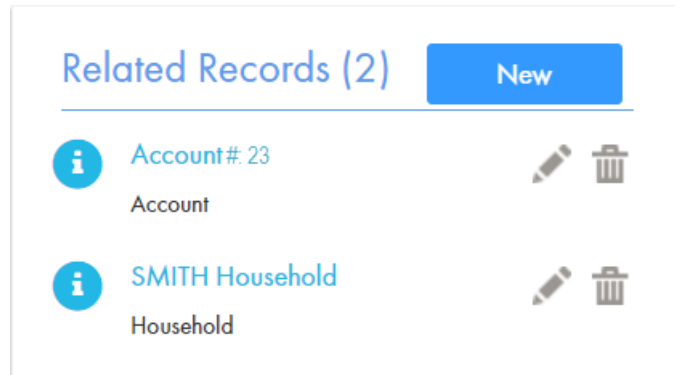 Related Records (2) New
Account#: 23
Account
SMITH Household
Household